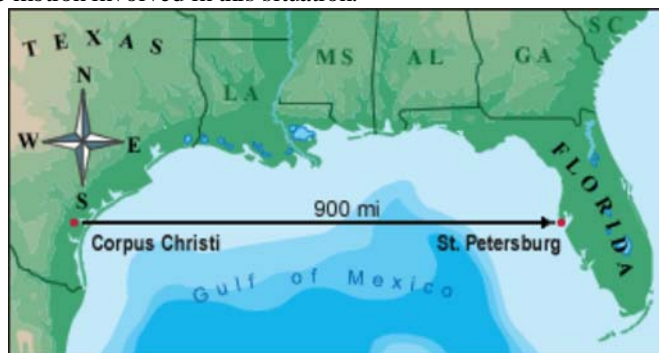 motion involved in this situation.
TEXAS
SC
MS
AL
GA
LA
N
W
E
S
FLORIDA
900 mi
Corpus Christi
St. Petersburg
Gulf of Mexico